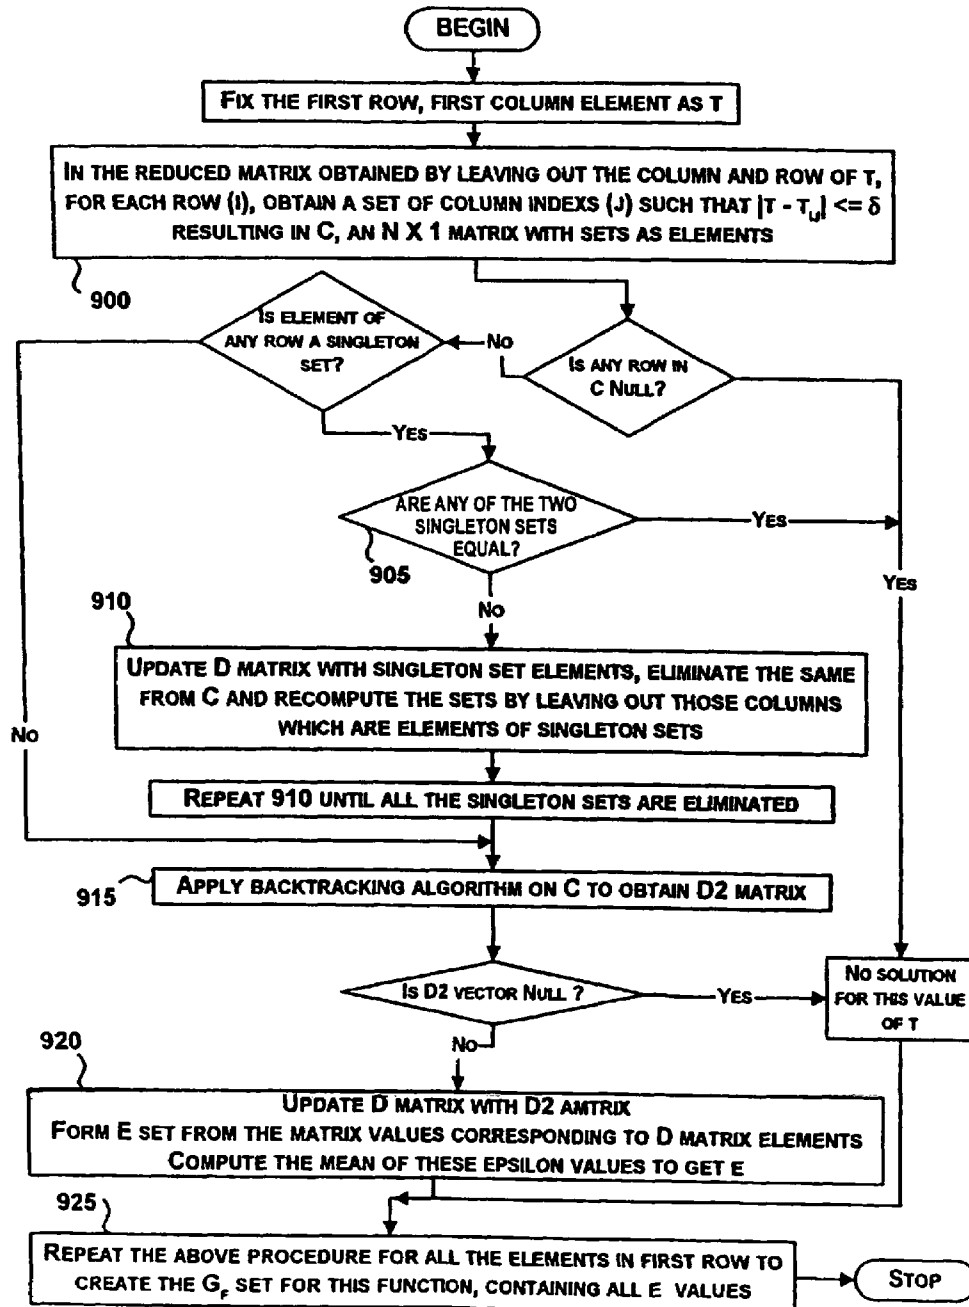 BEGIN
FIX THE FIRST ROW, FIRST COLUMN ELEMENT AS T
IN THE REDUCED MATRIX OBTAINED BY LEAVING OUT THE COLUMN AND ROW OF T,
FOR EACH ROW (I), OBTAIN A SET OF COLUMN INDEXS (J) SUCH THAT |T - T_IJ| <= δ
RESULTING IN C, AN N X 1 MATRIX WITH SETS AS ELEMENTS
900
IS ELEMENT OF
ANY ROW A SINGLETON
SET?
NO
IS ANY ROW IN
C NULL?
YES
ARE ANY OF THE TWO
SINGLETON SETS
EQUAL?
YES
905
YES
NO
910
UPDATE D MATRIX WITH SINGLETON SET ELEMENTS, ELIMINATE THE SAME
FROM C AND RECOMPUTE THE SETS BY LEAVING OUT THOSE COLUMNS
WHICH ARE ELEMENTS OF SINGLETON SETS
NO
REPEAT 910 UNTIL ALL THE SINGLETON SETS ARE ELIMINATED
915
APPLY BACKTRACKING ALGORITHM ON C TO OBTAIN D2 MATRIX
IS D2 VECTOR NULL ?
YES
NO SOLUTION
FOR THIS VALUE
OF T
NO
920
UPDATE D MATRIX WITH D2 AMTRIX
FORM E SET FROM THE MATRIX VALUES CORRESPONDING TO D MATRIX ELEMENTS
COMPUTE THE MEAN OF THESE EPSILON VALUES TO GET E
925
REPEAT THE ABOVE PROCEDURE FOR ALL THE ELEMENTS IN FIRST ROW TO
CREATE THE G_F SET FOR THIS FUNCTION, CONTAINING ALL E VALUES
STOP